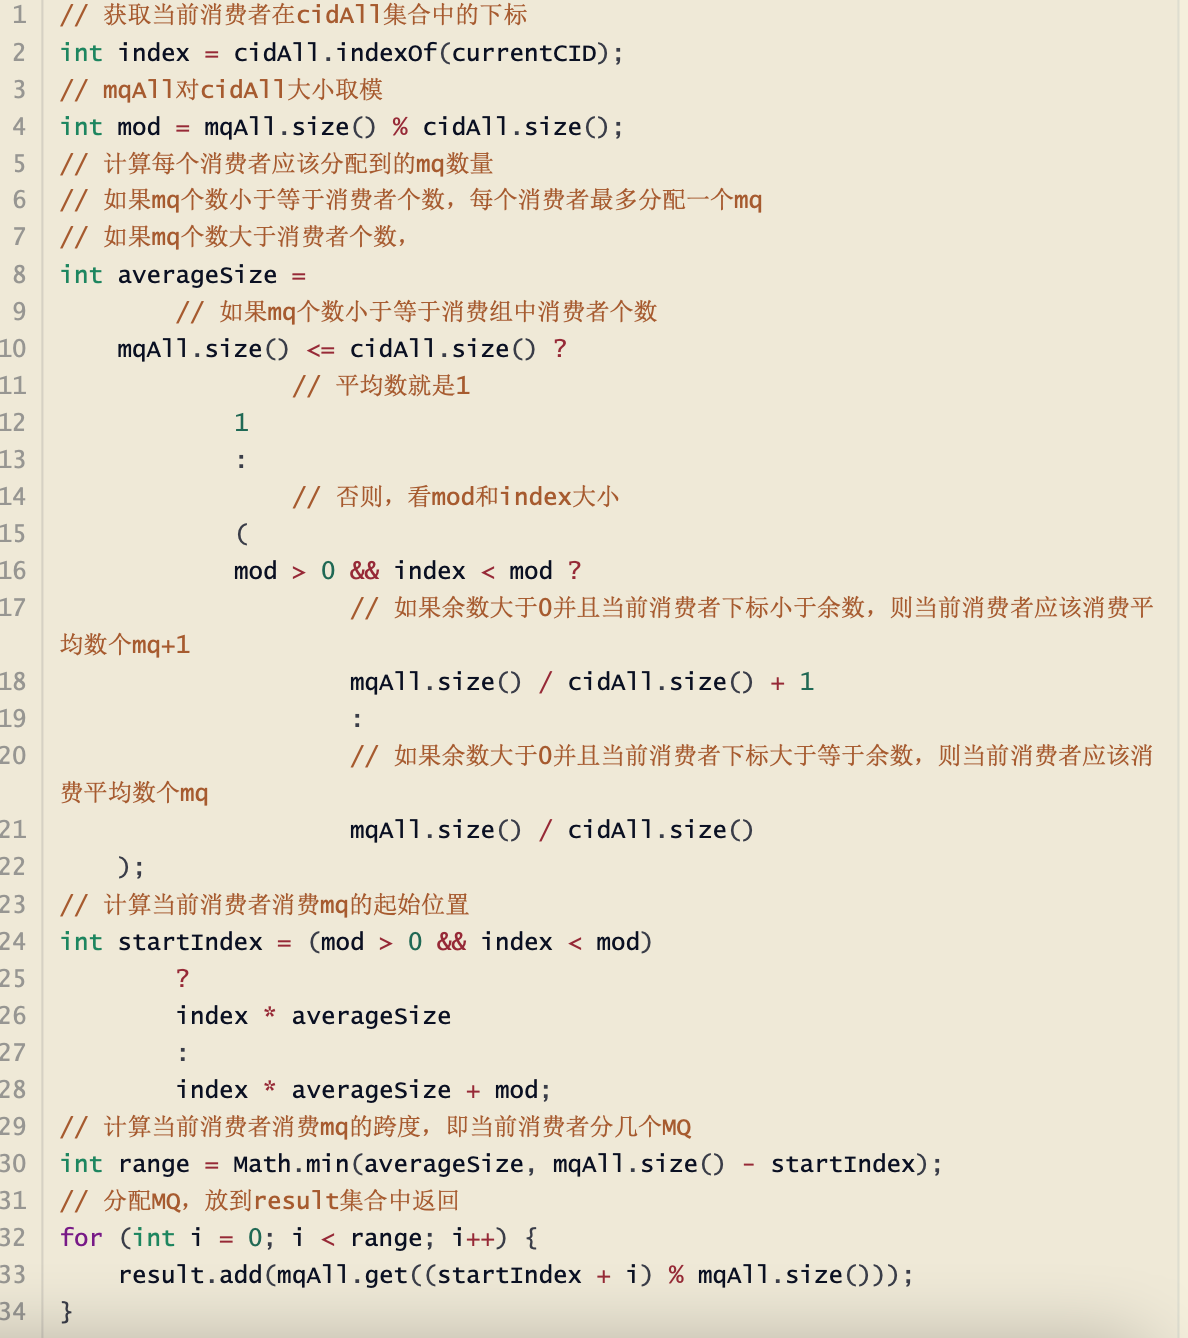 1 // 获取当前消费者在cidAll集合中的下标
2 int index = cidAll.indexOf(currentCID);
3 // mqAll对cidAll大小取模
4 int mod = mqAll.size() % cidAll.size();
5 // 计算每个消费者应该分配到的mq数量
6 // 如果mq个数小于等于消费者个数，每个消费者最多分配一个mq
7 // 如果mq个数大于消费者个数，
8 int averageSize =
9 // 如果mq个数小于等于消费组中消费者个数
10 mqAll.size() <= cidAll.size() ?
11 // 平均数就是1
12 1
13 :
14 // 否则，看mod和index大小
15 (
16 mod > 0 && index < mod ?
17 // 如果余数大于0并且当前消费者下标小于余数，则当前消费者应该消费平
均数个mq+1
18 mqAll.size() / cidAll.size() + 1
19 :
20 // 如果余数大于0并且当前消费者下标大于等于余数，则当前消费者应该消
费平均数个mq
21 mqAll.size() / cidAll.size()
22 );
23 // 计算当前消费者消费mq的起始位置
24 int startIndex = (mod > 0 && index < mod)
25 ?
26 index * averageSize
27 :
28 index * averageSize + mod;
29 // 计算当前消费者消费mq的跨度，即当前消费者分几个MQ
30 int range = Math.min(averageSize, mqAll.size() - startIndex);
31 // 分配MQ，放到result集合中返回
32 for (int i = 0; i < range; i++) {
33 result.add(mqAll.get((startIndex + i) % mqAll.size()));
34 }